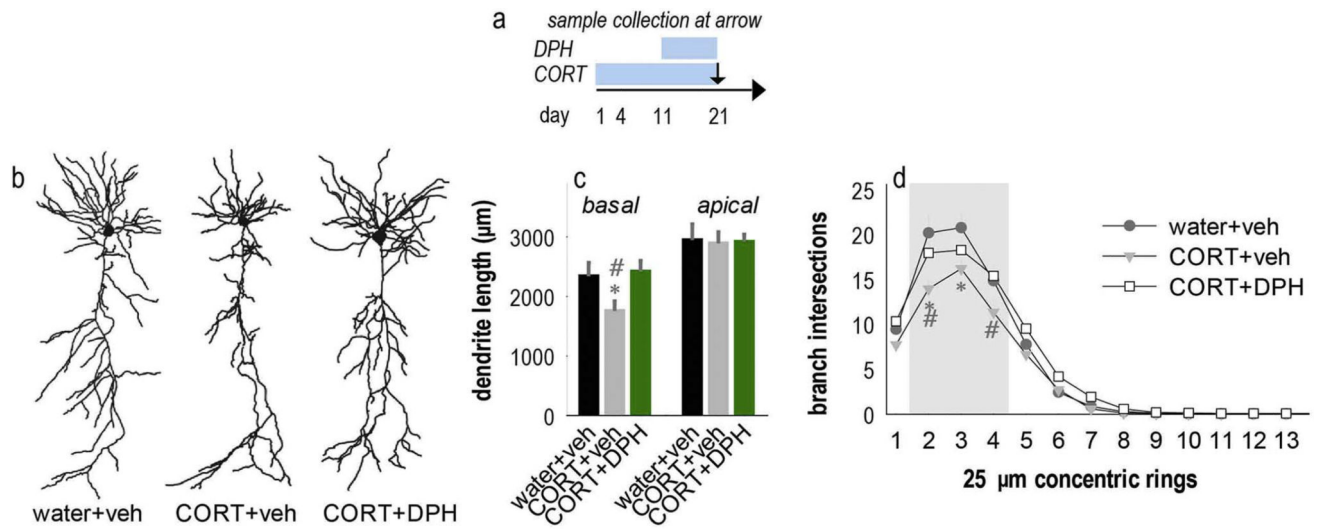 a
sample collection at arrow
DPH
CORT
day 1 4 11 21
b
water+veh CORT+veh CORT+DPH
c
basal apical
dendrite length (µm)
3000
2000
1000
0
#
*
water+veh
CORT+veh
CORT+DPH
water+veh
CORT+veh
CORT+DPH
d
branch intersections
25
20
15
10
5
0
*
#
*
#
water+veh
CORT+veh
CORT+DPH
1 2 3 4 5 6 7 8 9 10 11 12 13
25 µm concentric rings